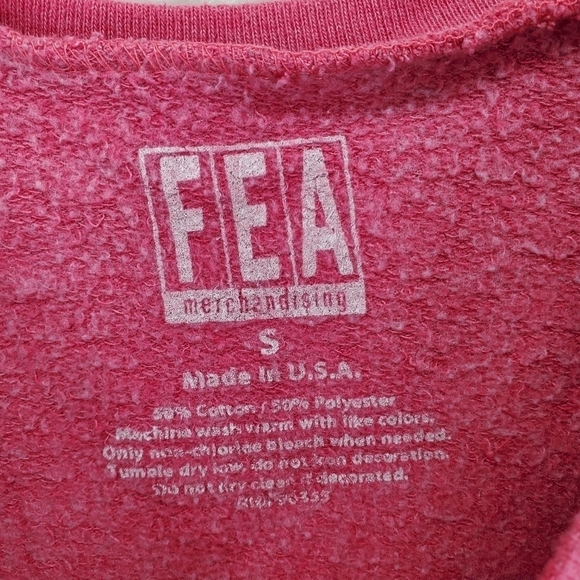 FEA
merchandising
S
Made in U.S.A.
50% Cotton / 50% Polyester
Machine wash warm with like colors.
Only non-chlorine bleach when needed.
Tumble dry low, do not iron decoration.
Do not dry clean if decorated.